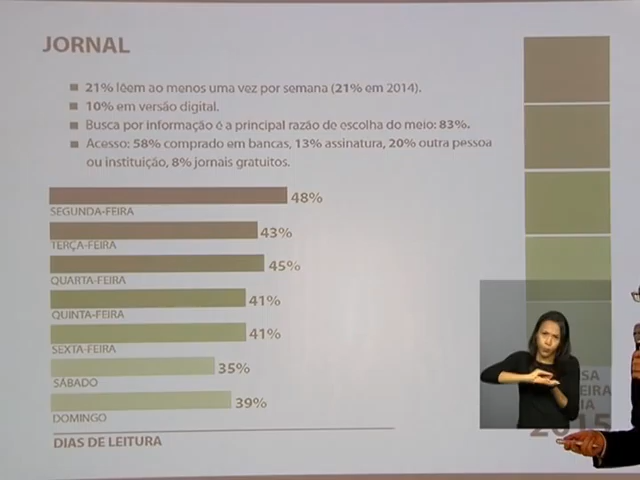 JORNAL
21% lêem ao menos uma vez por semana (21% em 2014).
10% em versão digital.
Busca por informação é a principal razão de escolha do meio: 83%.
Acesso: 58% comprado em bancas, 13% assinatura, 20% outra pessoa
ou instituição, 8% jornais gratuitos.
48%
SEGUNDA-FEIRA
43%
TERÇA-FEIRA
45%
QUARTA-FEIRA
41%
QUINTA-FEIRA
41%
SEXTA-FEIRA
35%
SÁBADO
39%
DOMINGO
DIAS DE LEITURA
2015